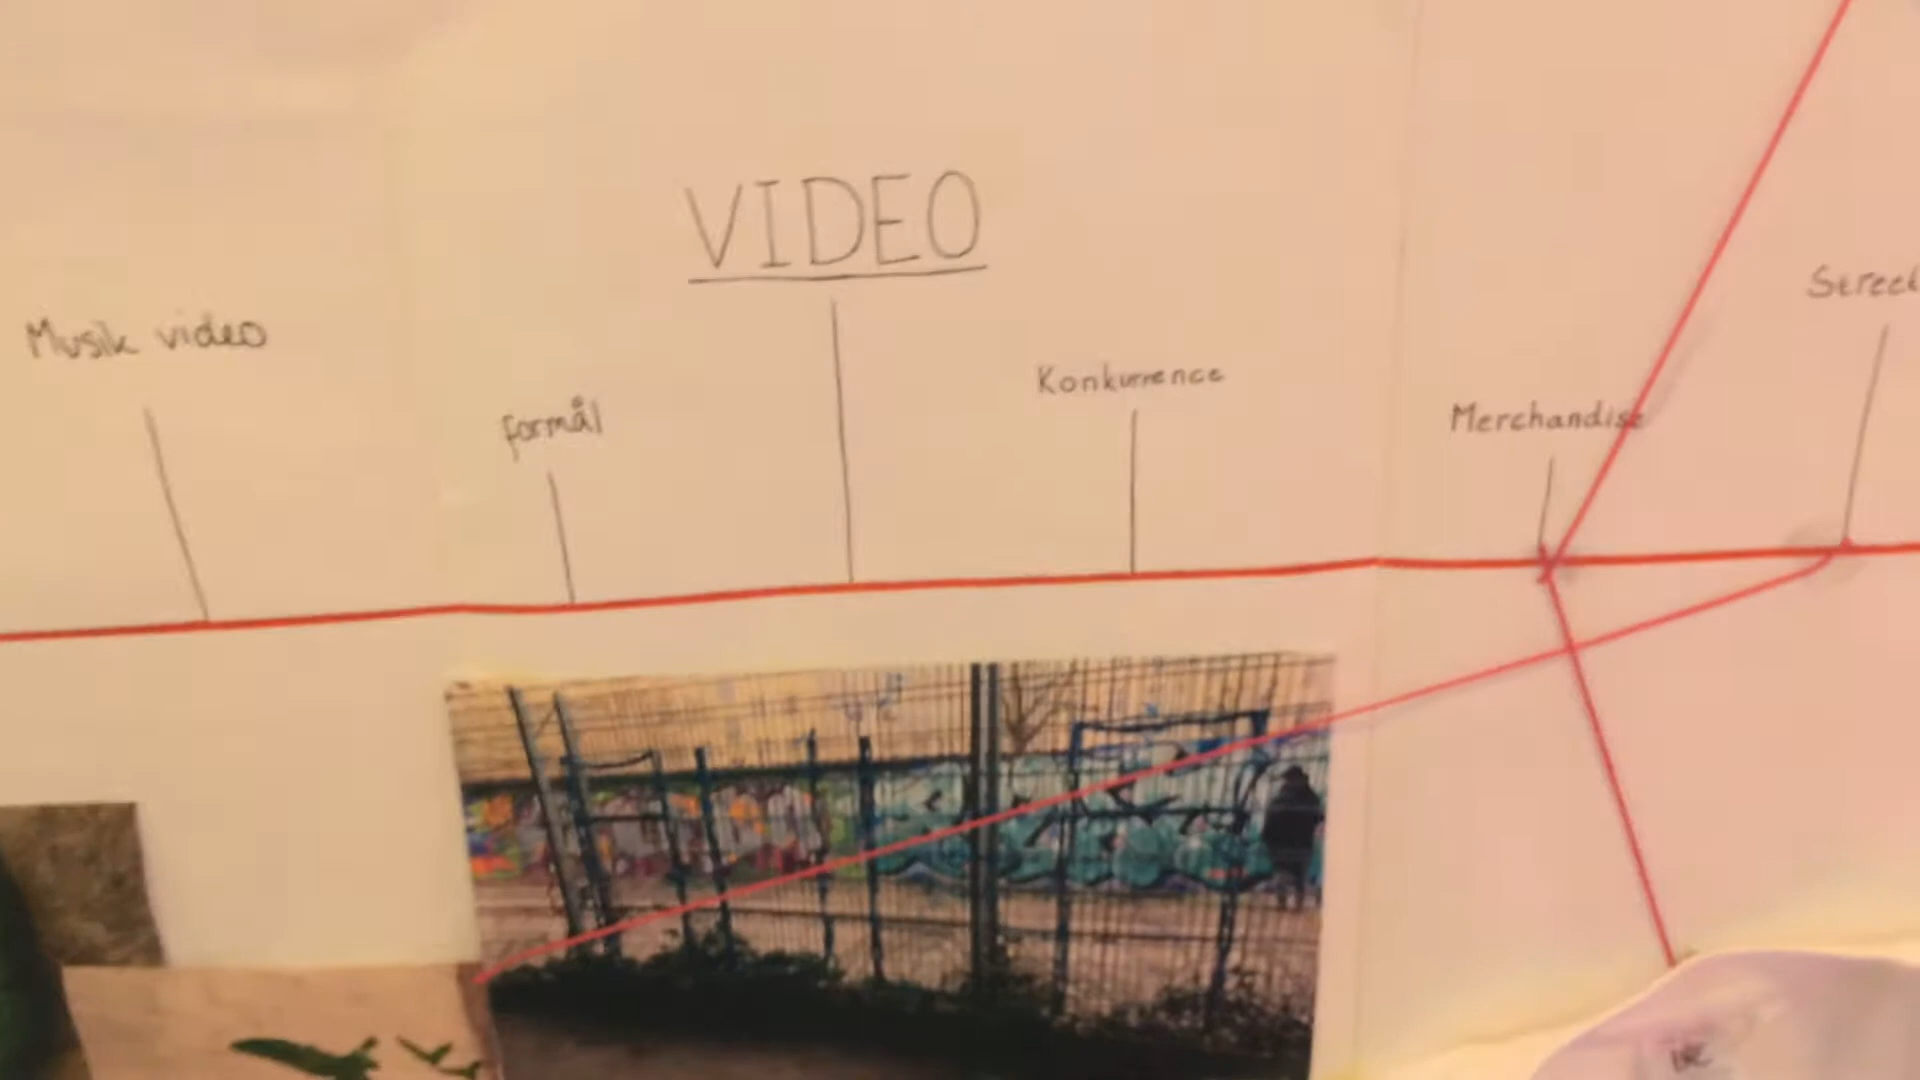 VIDEO
Musik video
formål
Konkurrence
Merchandise